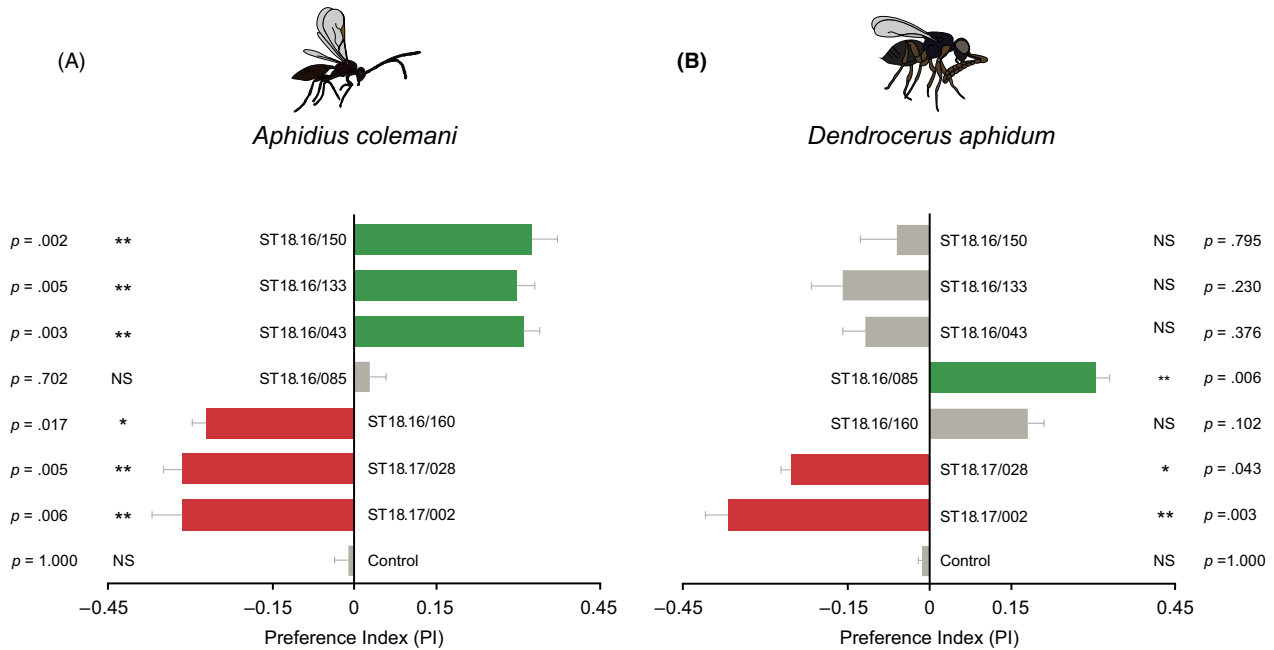 (A)
Aphidius colemani
p = .002 ** ST18.16/150
p = .005 ** ST18.16/133
p = .003 ** ST18.16/043
p = .702 NS ST18.16/085
p = .017 * ST18.16/160
p = .005 ** ST18.17/028
p = .006 ** ST18.17/002
p = 1.000 NS Control
–0.45 –0.15 0 0.15 0.45
Preference Index (PI)
(B)
Dendrocerus aphidum
ST18.16/150 NS p = .795
ST18.16/133 NS p = .230
ST18.16/043 NS p = .376
ST18.16/085 ** p = .006
ST18.16/160 NS p = .102
ST18.17/028 * p = .043
ST18.17/002 ** p =.003
Control NS p =1.000
–0.45 –0.15 0 0.15 0.45
Preference Index (PI)